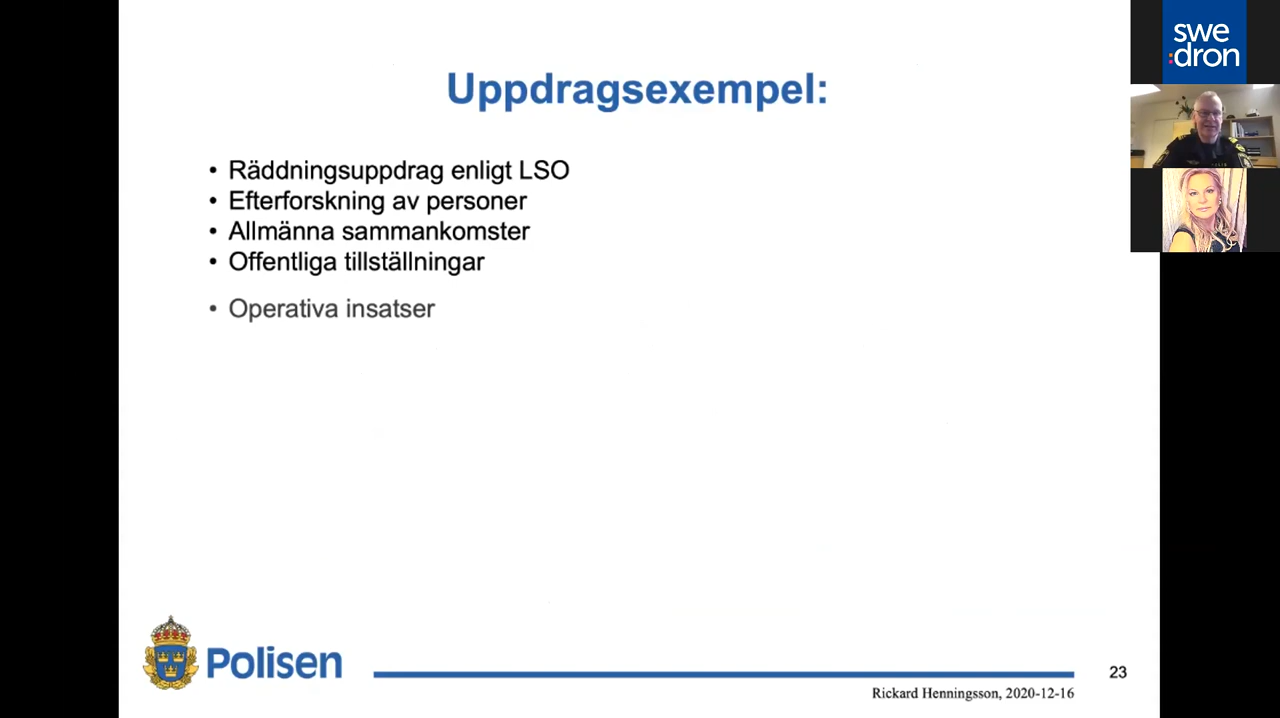 Uppdragsexempel:
• Räddningsuppdrag enligt LSO
• Efterforskning av personer
• Allmänna sammankomster
• Offentliga tillställningar
• Operativa insatser
Polisen
23
Rickard Henningsson, 2020-12-16
swe
:dron